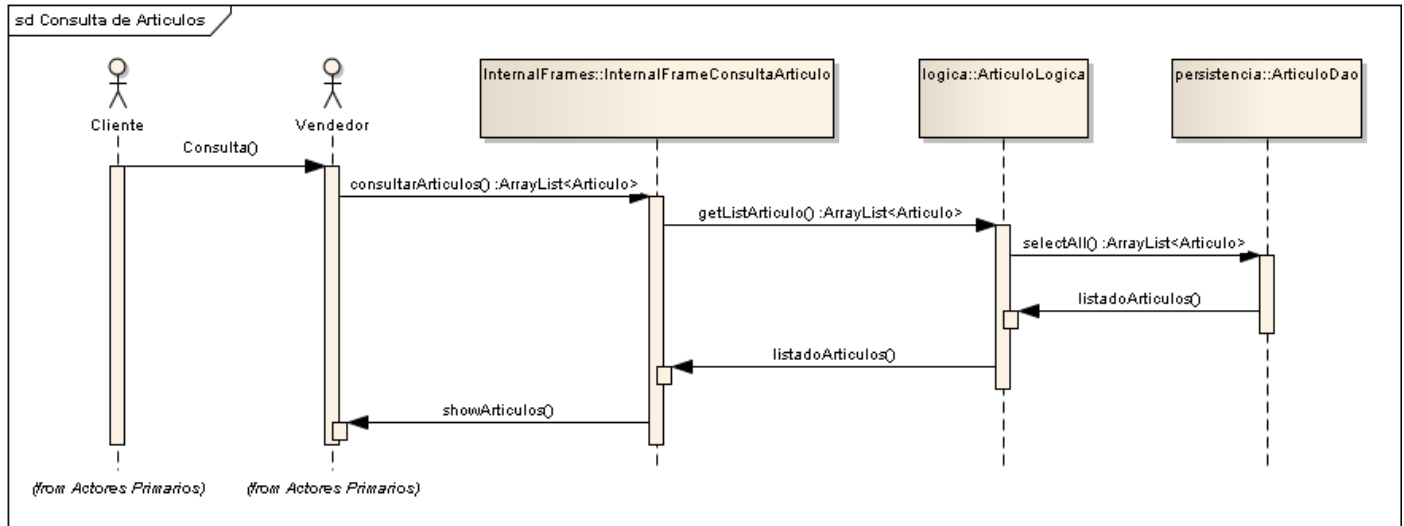 sd Consulta de Articulos
InternalFrames::InternalFrameConsultaArticulo
logica::ArticuloLogica
persistencia::ArticuloDao
Cliente
Vendedor
Consulta()
consultarArticulos() :ArrayList<Articulo>
getListArticulo() :ArrayList<Articulo>
selectAll() :ArrayList<Articulo>
listadoArticulos()
listadoArticulos()
showArticulos()
(from Actores Primarios)
(from Actores Primarios)